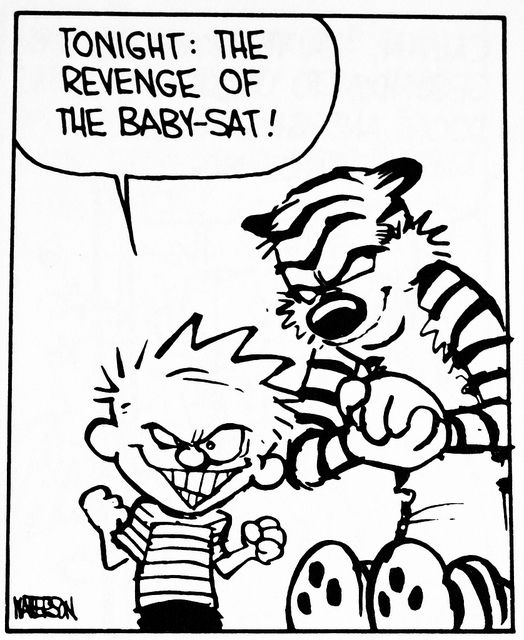 TONIGHT: THE
REVENGE OF
THE BABY-SAT!
WATTERSON